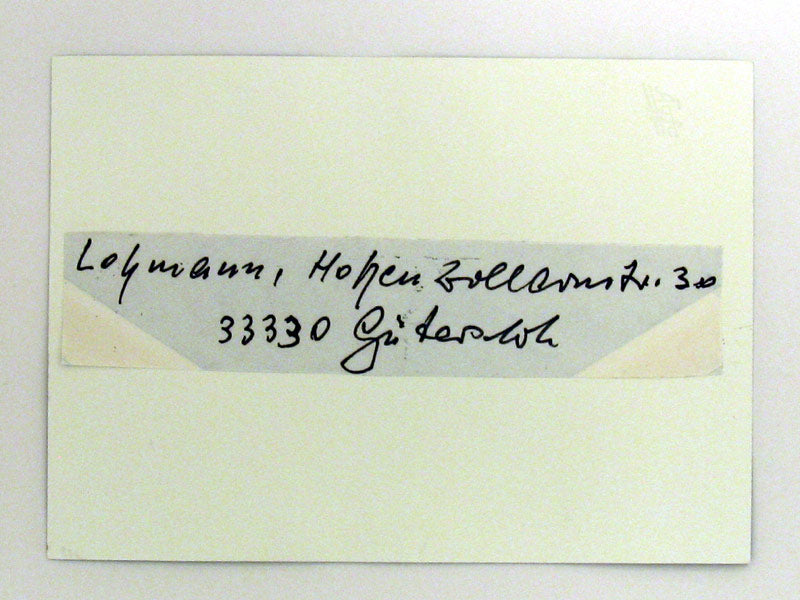 Lohmann, Hohenzollernstr. 30
33330 Gütersloh